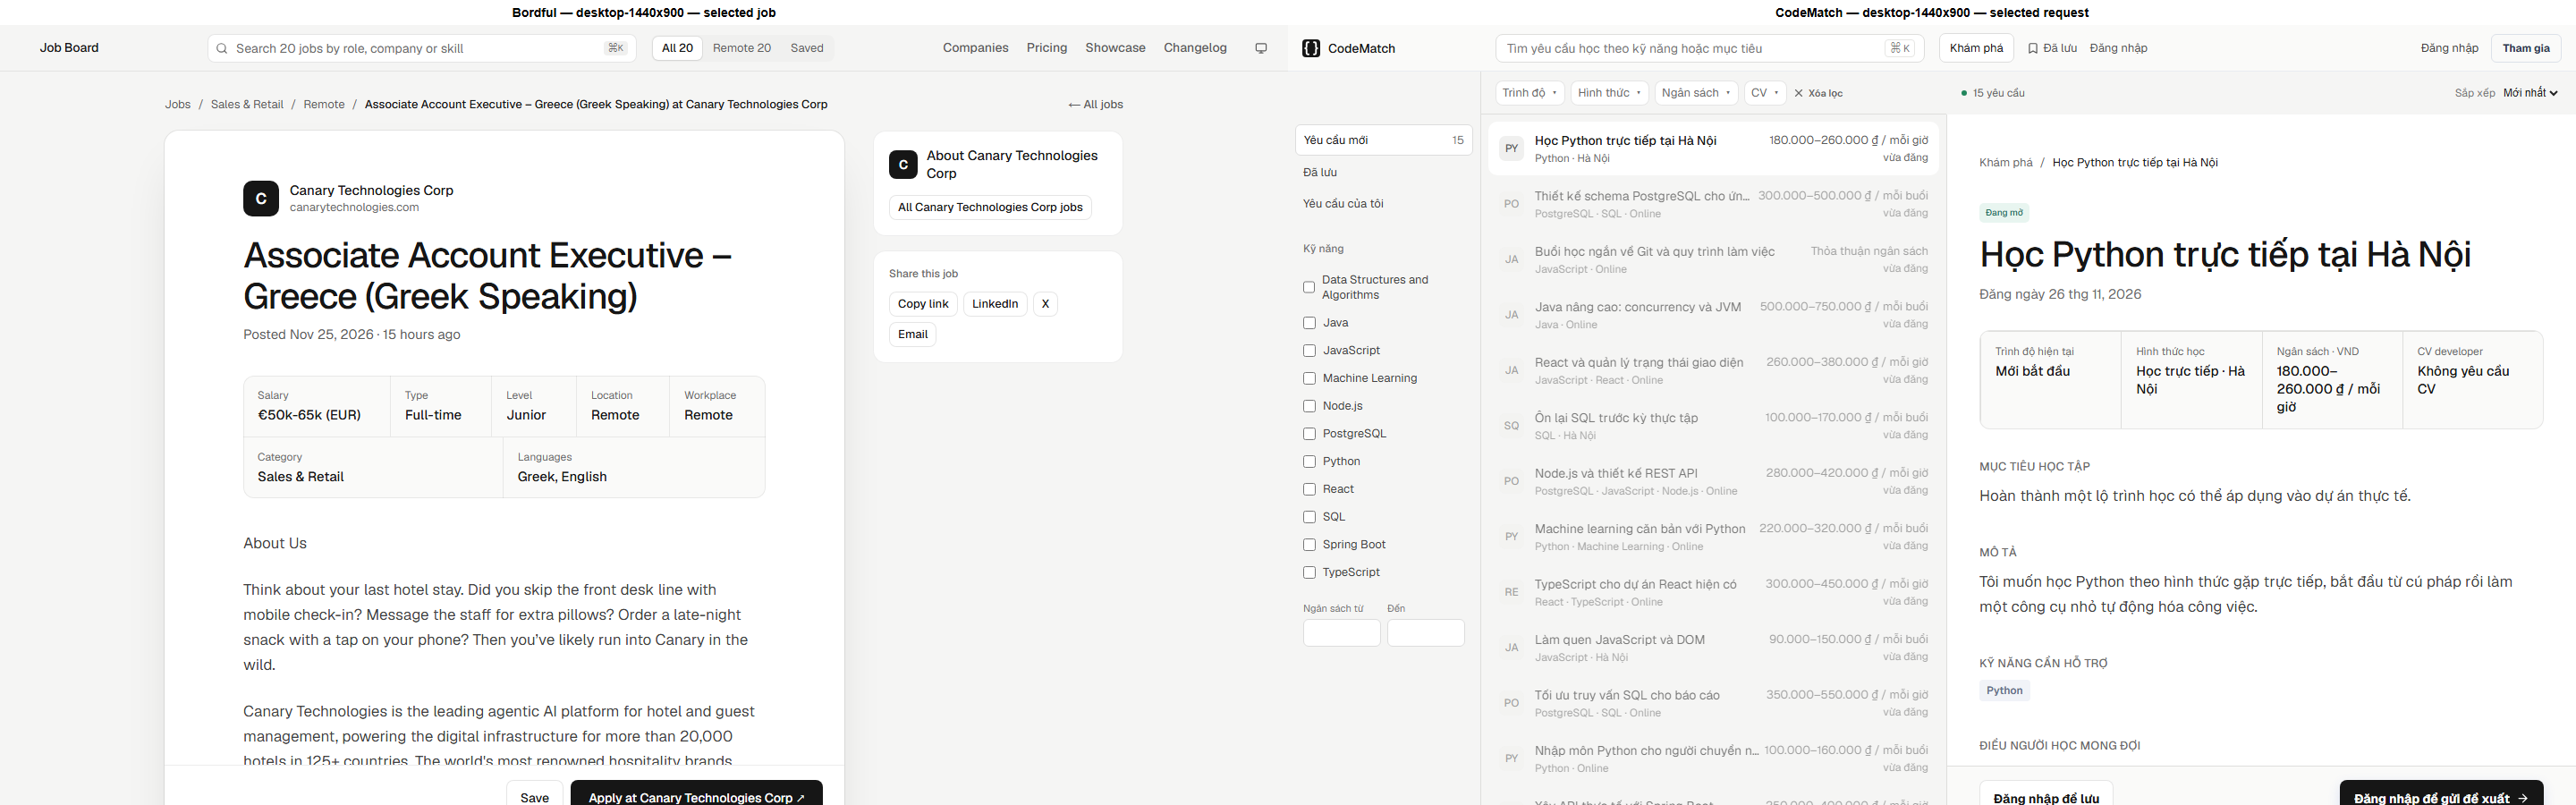 Bordful — desktop-1440x900 — selected job
Job Board
Search 20 jobs by role, company or skill
⌘K
All 20
Remote 20
Saved
Companies
Pricing
Showcase
Changelog
Jobs / Sales & Retail / Remote / Associate Account Executive – Greece (Greek Speaking) at Canary Technologies Corp
← All jobs
C
Canary Technologies Corp
canarytechnologies.com
Associate Account Executive –
Greece (Greek Speaking)
Posted Nov 25, 2026 · 15 hours ago
Salary
€50k-65k (EUR)
Type
Full-time
Level
Junior
Location
Remote
Workplace
Remote
Category
Sales & Retail
Languages
Greek, English
About Us
Think about your last hotel stay. Did you skip the front desk line with
mobile check-in? Message the staff for extra pillows? Order a late-night
snack with a tap on your phone? Then you've likely run into Canary in the
wild.
Canary Technologies is the leading agentic AI platform for hotel and guest
management, powering the digital infrastructure for more than 20,000
hotels in 125+ countries. The world's most renowned hospitality brands
Save
Apply at Canary Technologies Corp ↗
C
About Canary Technologies
Corp
All Canary Technologies Corp jobs
Share this job
Copy link
LinkedIn
X
Email
CodeMatch — desktop-1440x900 — selected request
{} CodeMatch
Tìm yêu cầu học theo kỹ năng hoặc mục tiêu
⌘ K
Khám phá
Đã lưu
Đăng nhập
Đăng nhập
Tham gia
Trình độ
Hình thức
Ngân sách
CV
× Xóa lọc
15 yêu cầu
Sắp xếp Mới nhất
Yêu cầu mới 15
Đã lưu
Yêu cầu của tôi
Kỹ năng
Data Structures and
Algorithms
Java
JavaScript
Machine Learning
Node.js
PostgreSQL
Python
React
SQL
Spring Boot
TypeScript
Ngân sách từ
Đến
PY
Học Python trực tiếp tại Hà Nội 180.000–260.000 ₫ / mỗi giờ
Python · Hà Nội vừa đăng
PO
Thiết kế schema PostgreSQL cho ứn... 300.000–500.000 ₫ / mỗi buổi
PostgreSQL · SQL · Online vừa đăng
JA
Buổi học ngắn về Git và quy trình làm việc Thỏa thuận ngân sách
JavaScript · Online vừa đăng
JA
Java nâng cao: concurrency và JVM 500.000–750.000 ₫ / mỗi buổi
Java · Online vừa đăng
JA
React và quản lý trạng thái giao diện 260.000–380.000 ₫ / mỗi giờ
JavaScript · React · Online vừa đăng
SQ
Ôn lại SQL trước kỳ thực tập 100.000–170.000 ₫ / mỗi giờ
SQL · Hà Nội vừa đăng
PO
Node.js và thiết kế REST API 280.000–420.000 ₫ / mỗi giờ
PostgreSQL · JavaScript · Node.js · Online vừa đăng
PY
Machine learning căn bản với Python 220.000–320.000 ₫ / mỗi buổi
Python · Machine Learning · Online vừa đăng
RE
TypeScript cho dự án React hiện có 300.000–450.000 ₫ / mỗi giờ
React · TypeScript · Online vừa đăng
JA
Làm quen JavaScript và DOM 90.000–150.000 ₫ / mỗi buổi
JavaScript · Hà Nội vừa đăng
PO
Tối ưu truy vấn SQL cho báo cáo 350.000–550.000 ₫ / mỗi buổi
PostgreSQL · SQL · Online vừa đăng
PY
Nhập môn Python cho người chuyển n... 100.000–160.000 ₫ / mỗi buổi
Python · Online vừa đăng
Khám phá / Học Python trực tiếp tại Hà Nội
Đang mở
Học Python trực tiếp tại Hà Nội
Đăng ngày 26 thg 11, 2026
Trình độ hiện tại
Mới bắt đầu
Hình thức học
Học trực tiếp · Hà
Nội
Ngân sách · VND
180.000–
260.000 ₫ / mỗi
giờ
CV developer
Không yêu cầu
CV
MỤC TIÊU HỌC TẬP
Hoàn thành một lộ trình học có thể áp dụng vào dự án thực tế.
MÔ TẢ
Tôi muốn học Python theo hình thức gặp trực tiếp, bắt đầu từ cú pháp rồi làm
một công cụ nhỏ tự động hóa công việc.
KỸ NĂNG CẦN HỖ TRỢ
Python
ĐIỀU NGƯỜI HỌC MONG ĐỢI
Đăng nhập để lưu
Đăng nhập để gửi đề xuất →